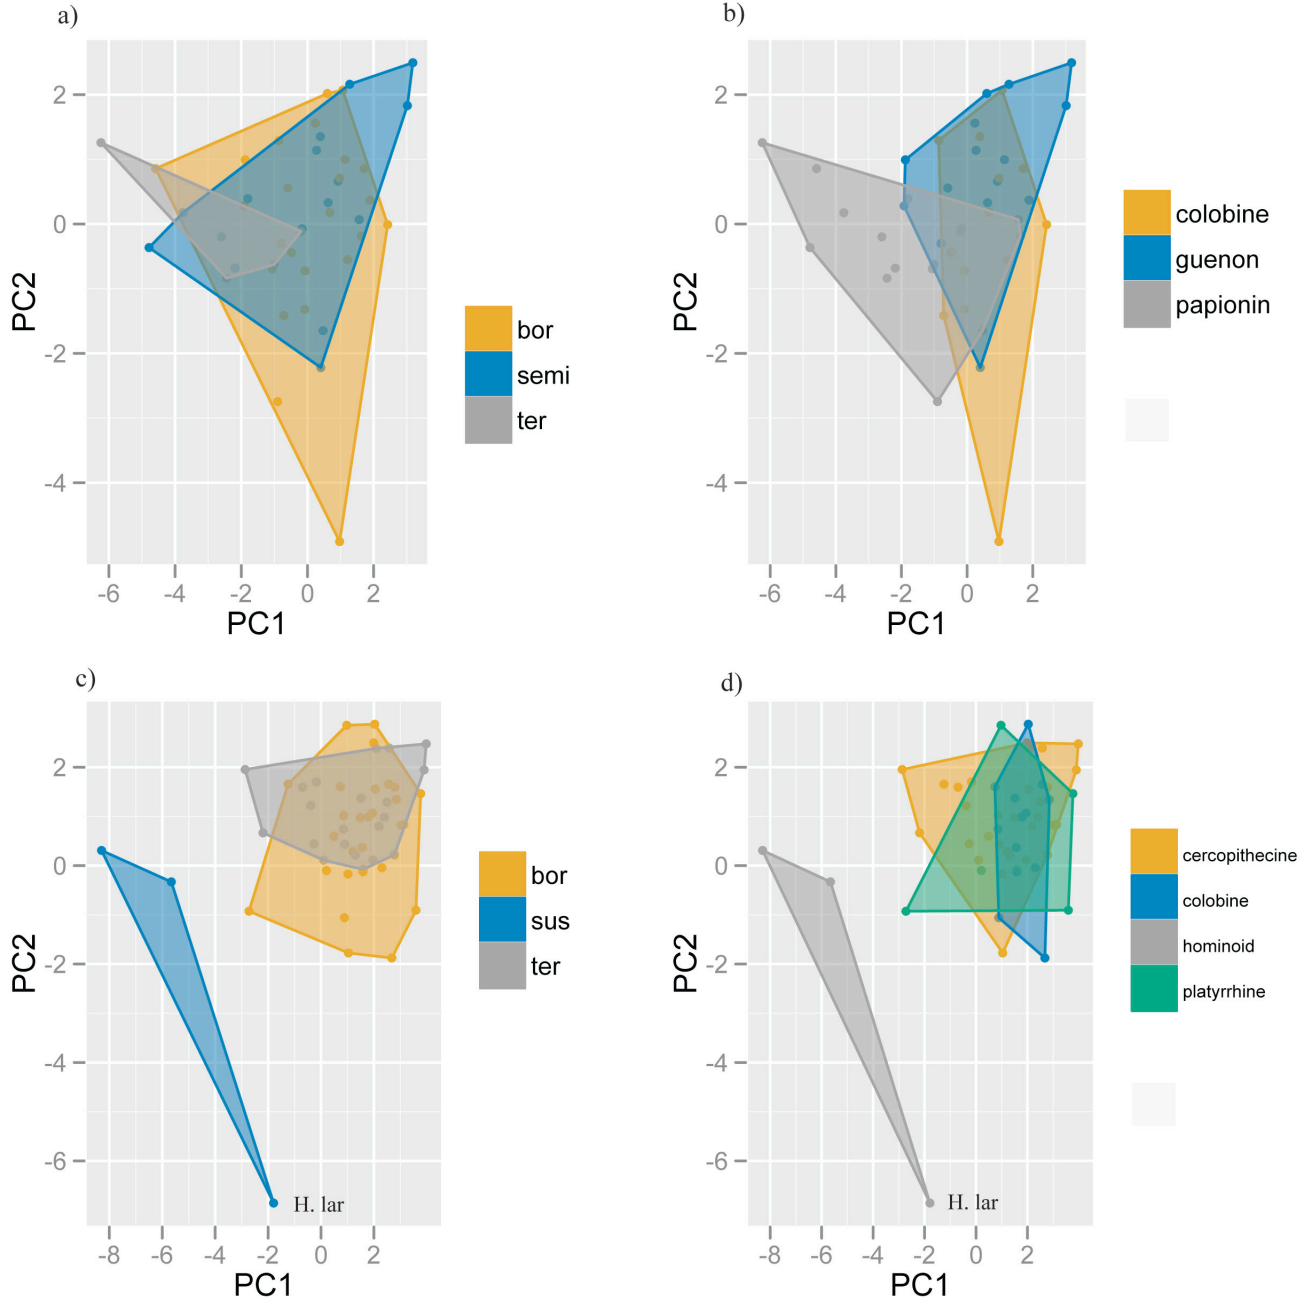 a)
2
0
-2
-4
PC2
-6 -4 -2 0 2
PC1
bor
semi
ter
b)
2
0
-2
-4
PC2
-6 -4 -2 0 2
PC1
colobine
guenon
papionin
c)
2
0
-2
-4
-6
PC2
H. lar
-8 -6 -4 -2 0 2
PC1
bor
sus
ter
d)
2
0
-2
-4
-6
PC2
H. lar
-8 -6 -4 -2 0 2
PC1
cercopithecine
colobine
hominoid
platyrrhine